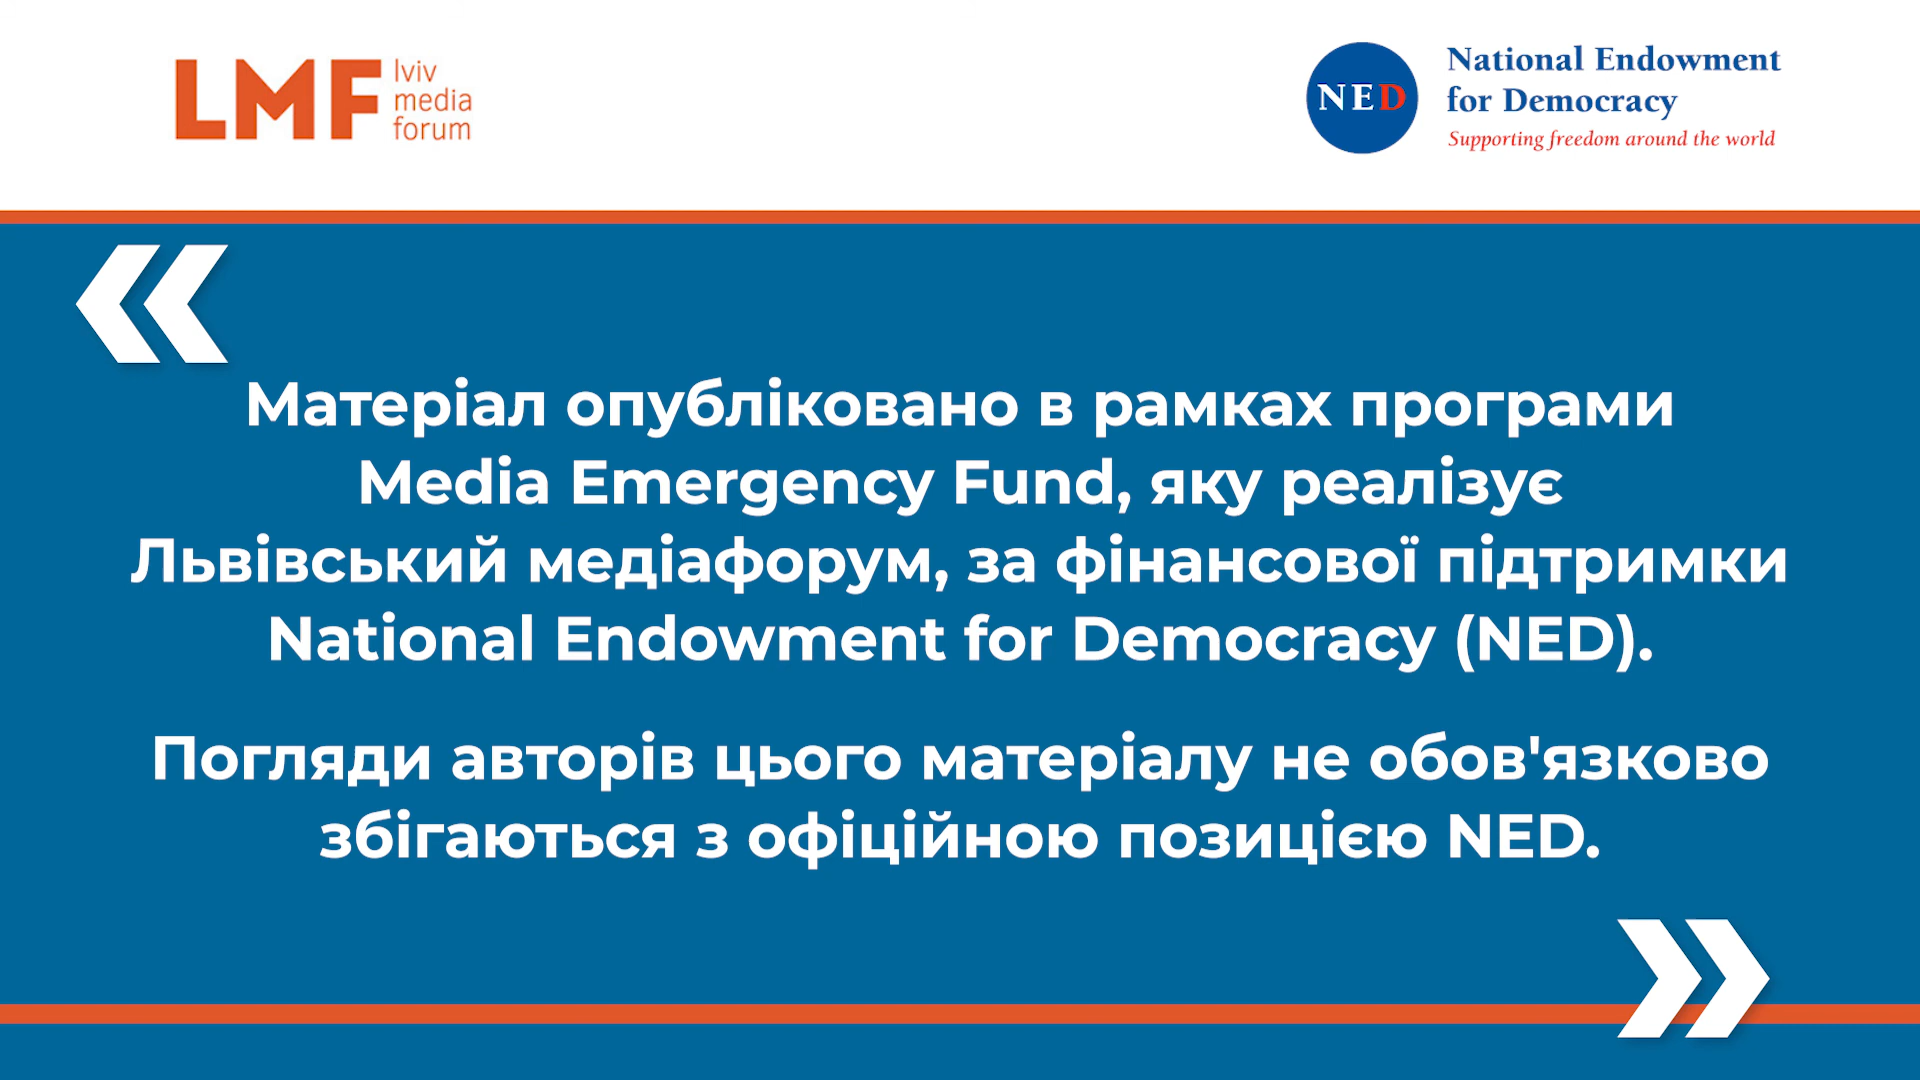 LMF
lviv
media
forum
NED
National Endowment
for Democracy
Supporting freedom around the world
«
Матеріал опубліковано в рамках програми
Media Emergency Fund, яку реалізує
Львівський медіафорум, за фінансової підтримки
National Endowment for Democracy (NED).
Погляди авторів цього матеріалу не обов'язково
збігаються з офіційною позицією NED.
»